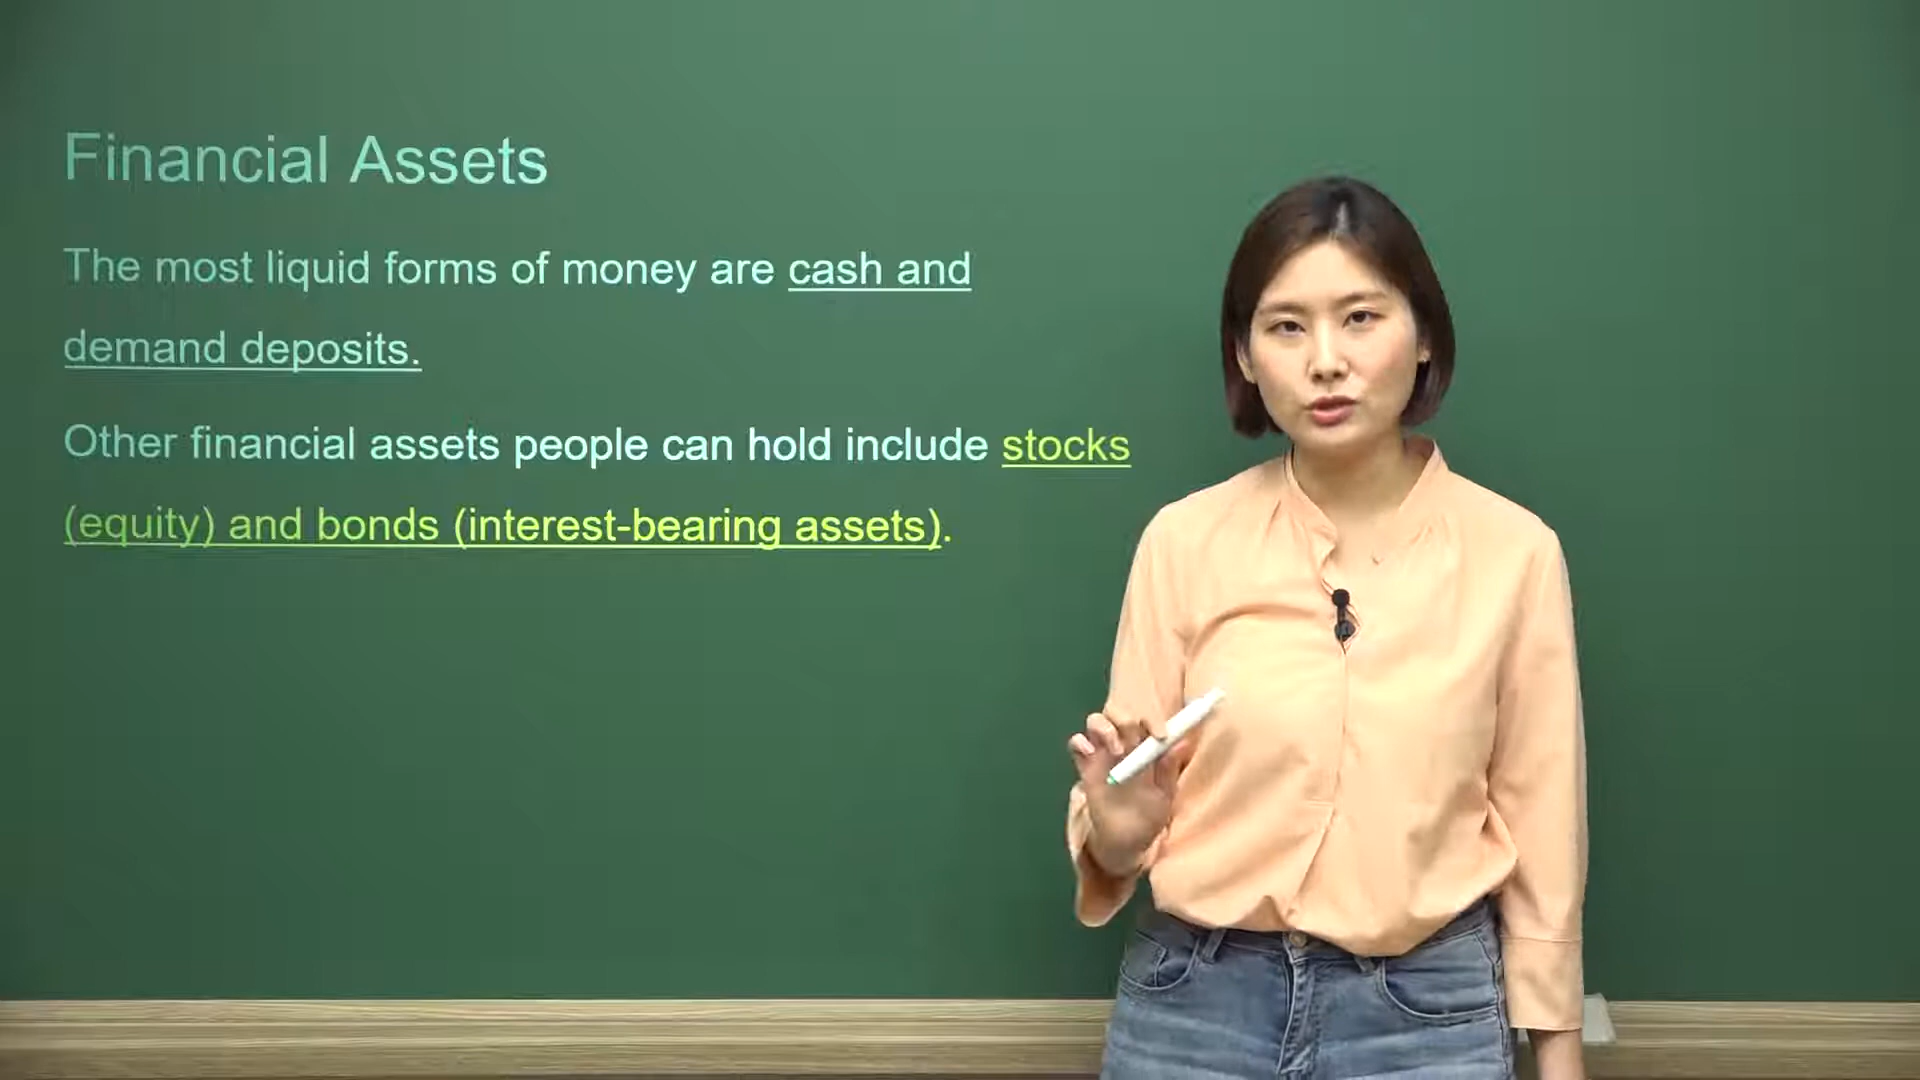 Financial Assets
The most liquid forms of money are cash and
demand deposits.
Other financial assets people can hold include stocks
(equity) and bonds (interest-bearing assets).